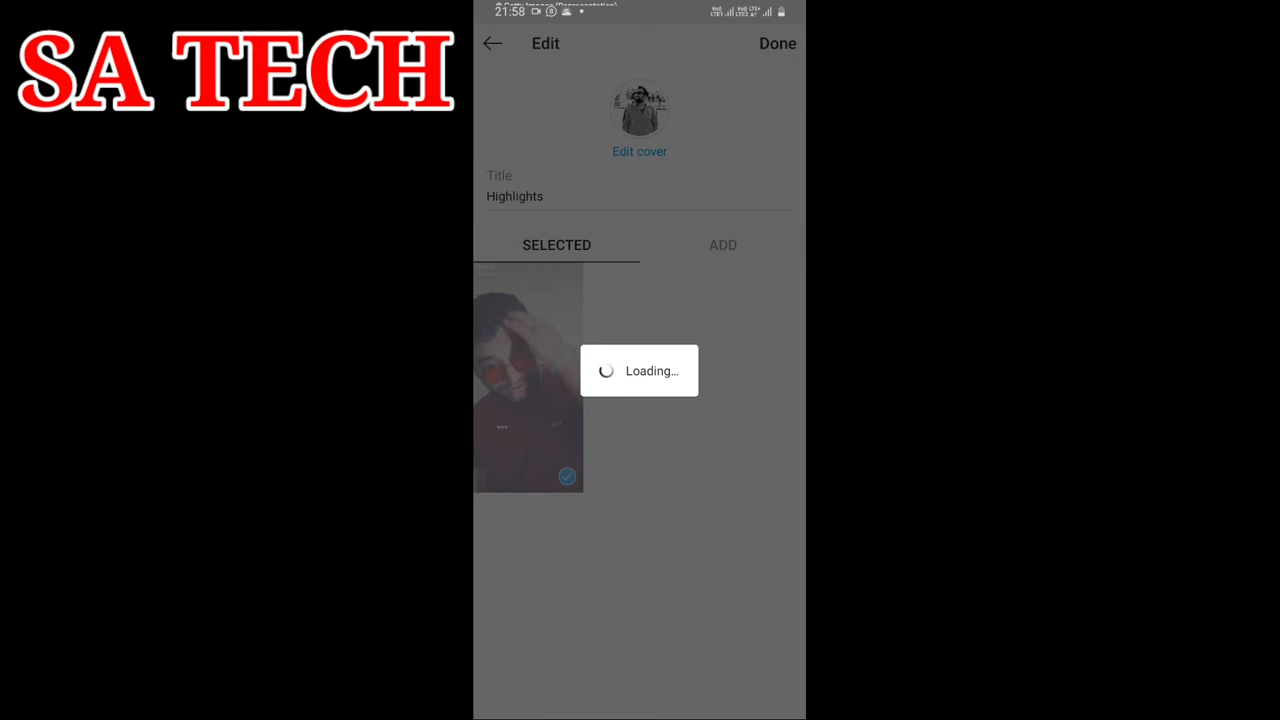 SA TECH
21:58
Edit
Done
Edit cover
Title
Highlights
SELECTED
ADD
Loading...